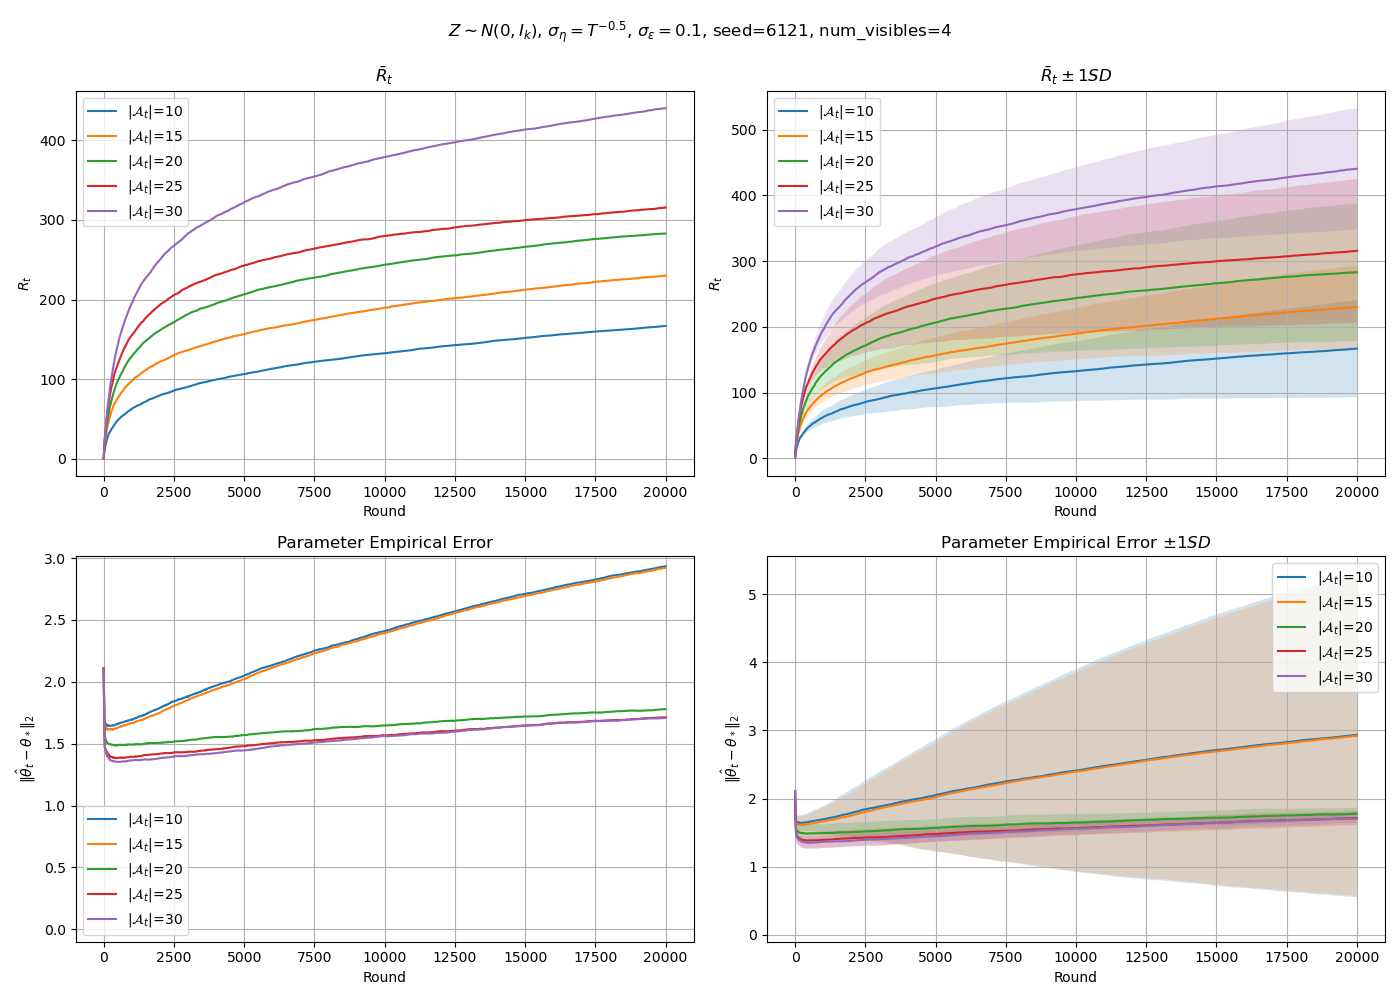 Z ∼ N(0, I_k), σ_η = T^{−0.5}, σ_ε = 0.1, seed=6121, num_visibles=4
R̄_t
|𝒜_t|=10
|𝒜_t|=15
|𝒜_t|=20
|𝒜_t|=25
|𝒜_t|=30
400
300
200
100
0
R_t
0 2500 5000 7500 10000 12500 15000 17500 20000
Round
R̄_t ± 1SD
|𝒜_t|=10
|𝒜_t|=15
|𝒜_t|=20
|𝒜_t|=25
|𝒜_t|=30
500
400
300
200
100
0
R_t
0 2500 5000 7500 10000 12500 15000 17500 20000
Round
Parameter Empirical Error
3.0
2.5
2.0
1.5
1.0
0.5
0.0
‖θ̂_t − θ_*‖_2
|𝒜_t|=10
|𝒜_t|=15
|𝒜_t|=20
|𝒜_t|=25
|𝒜_t|=30
0 2500 5000 7500 10000 12500 15000 17500 20000
Round
Parameter Empirical Error ±1SD
|𝒜_t|=10
|𝒜_t|=15
|𝒜_t|=20
|𝒜_t|=25
|𝒜_t|=30
5
4
3
2
1
0
‖θ̂_t − θ_*‖_2
0 2500 5000 7500 10000 12500 15000 17500 20000
Round